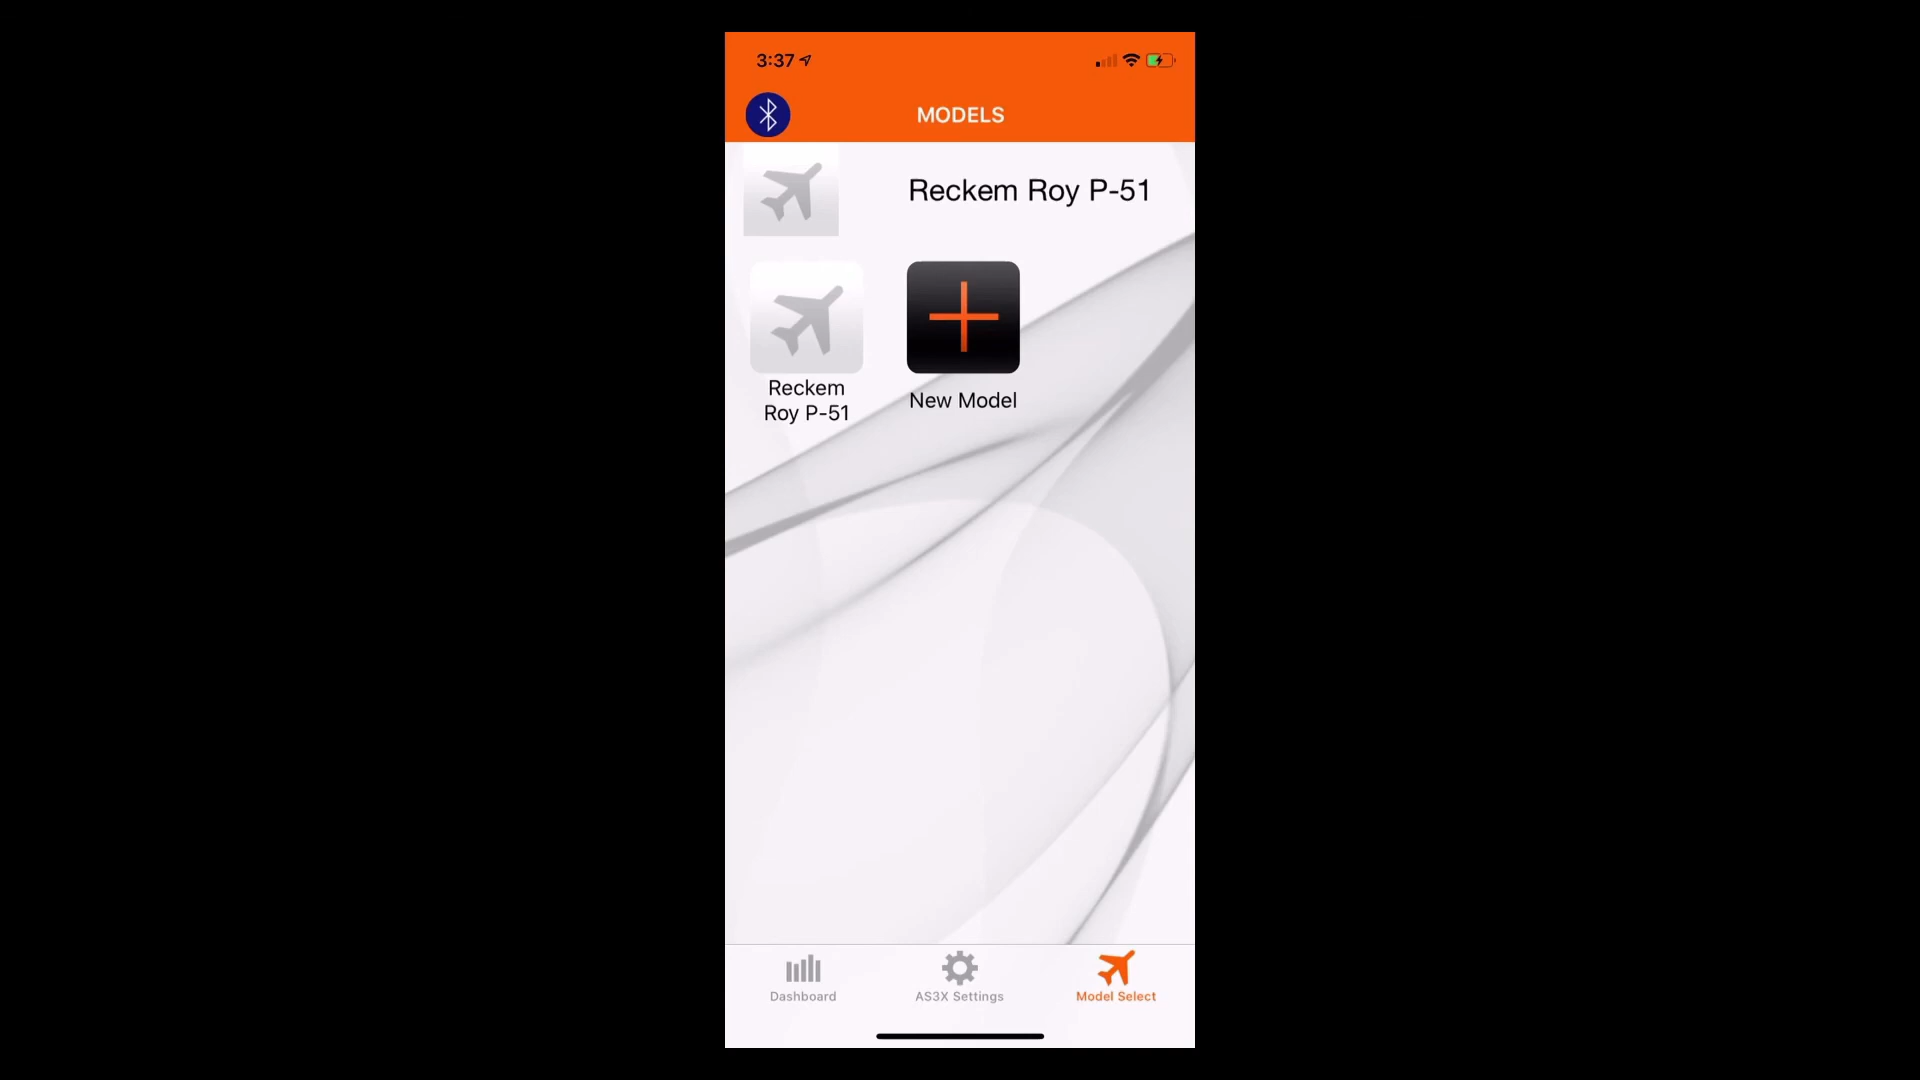 3:37
MODELS
Reckem Roy P-51
Reckem
Roy P-51
New Model
Dashboard
AS3X Settings
Model Select